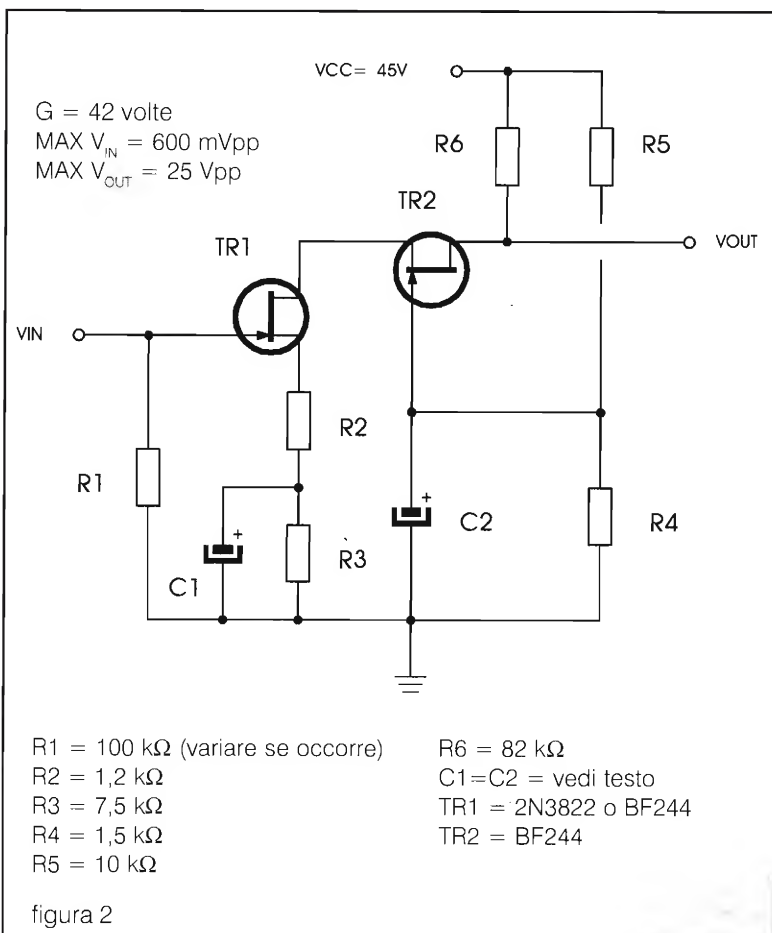 VCC= 45V
G = 42 volte
MAX V_IN = 600 mVpp
MAX V_OUT = 25 Vpp
R6
R5
TR2
TR1
VOUT
VIN
R2
R1
C2
R4
R3
C1
+
+
R1 = 100 kΩ (variare se occorre)
R2 = 1,2 kΩ
R3 = 7,5 kΩ
R4 = 1,5 kΩ
R5 = 10 kΩ
R6 = 82 kΩ
C1=C2 = vedi testo
TR1 = 2N3822 o BF244
TR2 = BF244
figura 2